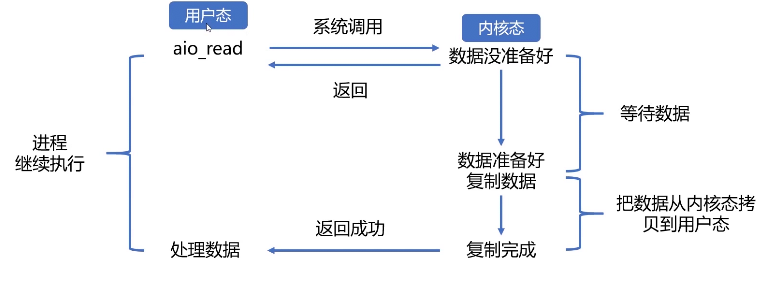 用户态
内核态
系统调用
aio_read
数据没准备好
返回
等待数据
进程
继续执行
数据准备好
复制数据
把数据从内核态拷
贝到用户态
返回成功
处理数据
复制完成